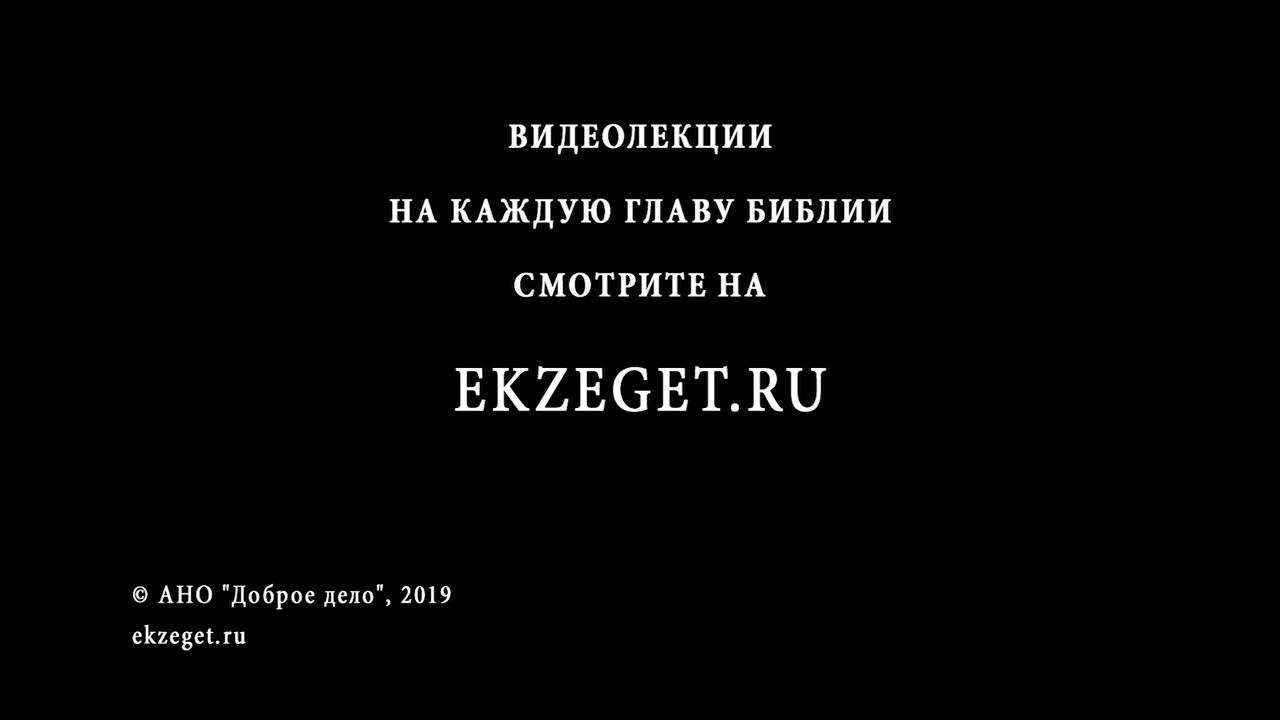 ВИДЕОЛЕКЦИИ
НА КАЖДУЮ ГЛАВУ БИБЛИИ
СМОТРИТЕ НА
EKZEGET.RU
© АНО "Доброе дело", 2019
ekzeget.ru